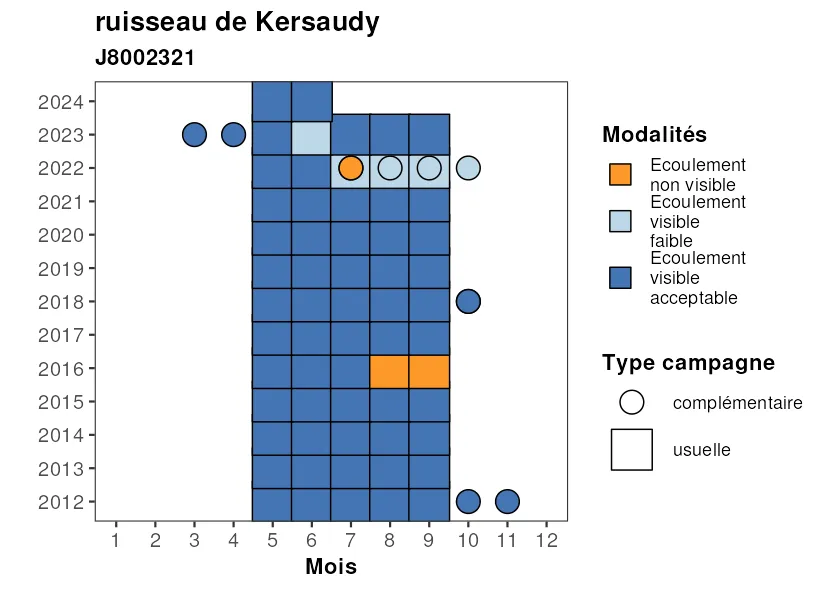 ruisseau de Kersaudy
J8002321
2024
2023
2022
2021
2020
2019
2018
2017
2016
2015
2014
2013
2012
1 2 3 4 5 6 7 8 9 10 11 12
Mois
Modalités
Ecoulement
non visible
Ecoulement
visible
faible
Ecoulement
visible
acceptable
Type campagne
complémentaire
usuelle